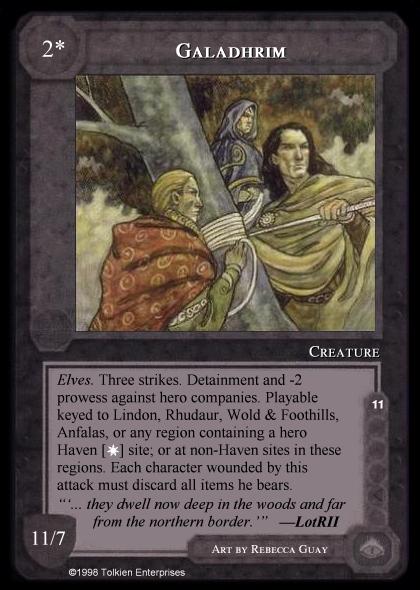 2*
GALADHRIM
CREATURE
Elves. Three strikes. Detainment and -2
prowess against hero companies. Playable
keyed to Lindon, Rhudaur, Wold & Foothills,
Anfalas, or any region containing a hero
Haven [✷] site; or at non-Haven sites in these
regions. Each character wounded by this
attack must discard all items he bears.
“‘... they dwell now deep in the woods and far
from the northern border.’” —LotRII
11
11/7
ART BY REBECCA GUAY
©1998 Tolkien Enterprises